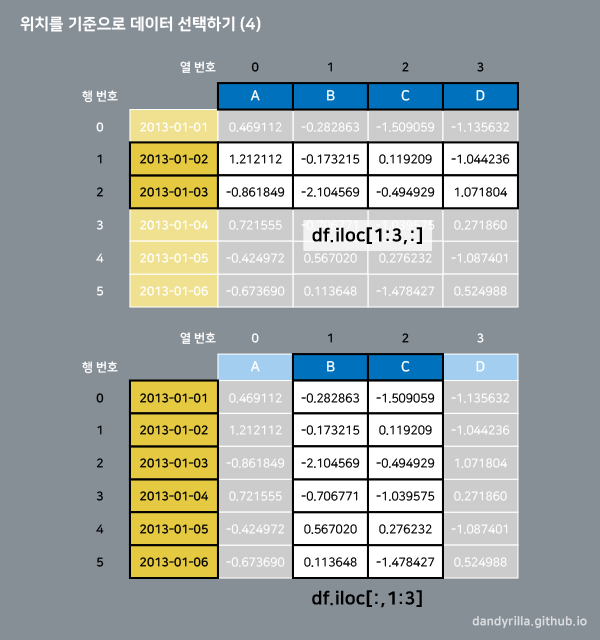 위치를 기준으로 데이터 선택하기 (4)
열 번호 0 1 2 3
행 번호 A B C D
0 2013-01-01 0.469112 -0.282863 -1.509059 -1.135632
1 2013-01-02 1.212112 -0.173215 0.119209 -1.044236
2 2013-01-03 -0.861849 -2.104569 -0.494929 1.071804
3 2013-01-04 0.721555 0.271860
df.iloc[1:3,:]
4 2013-01-05 -0.424972 0.567020 0.276232 -1.087401
5 2013-01-06 -0.673690 0.113648 -1.478427 0.524988
열 번호 0 1 2 3
행 번호 A B C D
0 2013-01-01 0.469112 -0.282863 -1.509059 -1.135632
1 2013-01-02 1.212112 -0.173215 0.119209 -1.044236
2 2013-01-03 -0.861849 -2.104569 -0.494929 1.071804
3 2013-01-04 0.721555 -0.706771 -1.039575 0.271860
4 2013-01-05 -0.424972 0.567020 0.276232 -1.087401
5 2013-01-06 -0.673690 0.113648 -1.478427 0.524988
df.iloc[:,1:3]
dandyrilla.github.io